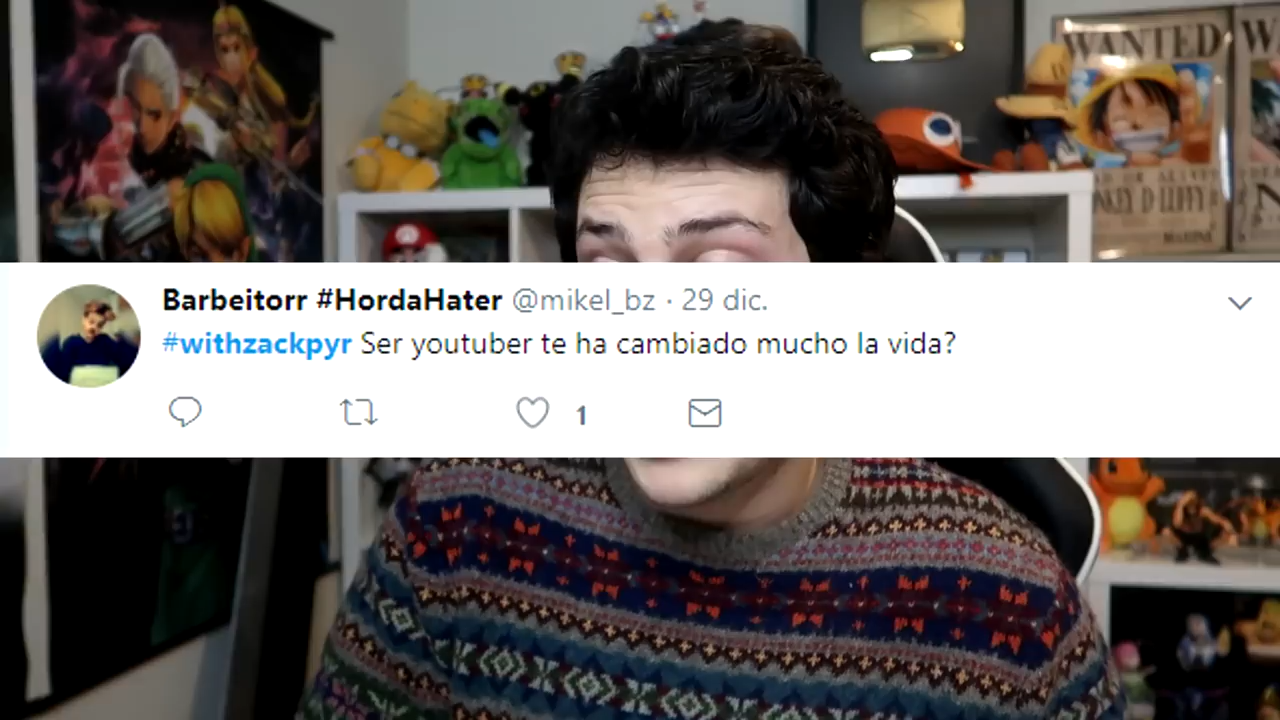 WANTED
W
Barbeitorr #HordaHater @mikel_bz · 29 dic.
#withzackpyr Ser youtuber te ha cambiado mucho la vida?
1